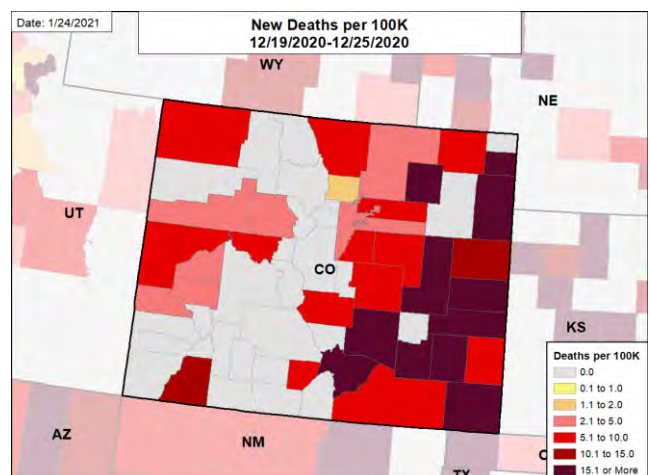 Date: 1/24/2021
New Deaths per 100K
12/19/2020-12/25/2020
WY
NE
UT
CO
KS
AZ
NM
TX
Deaths per 100K
0.0
0.1 to 1.0
1.1 to 2.0
2.1 to 5.0
5.1 to 10.0
10.1 to 15.0
15.1 or More